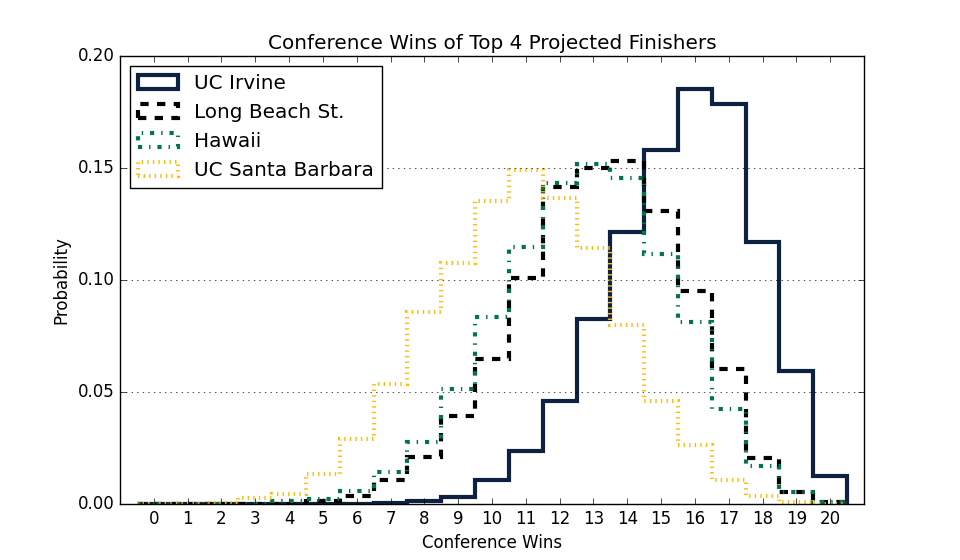 Conference Wins of Top 4 Projected Finishers
0.20
0.15
0.10
0.05
0.00
Probability
UC Irvine
Long Beach St.
Hawaii
UC Santa Barbara
0 1 2 3 4 5 6 7 8 9 10 11 12 13 14 15 16 17 18 19 20
Conference Wins